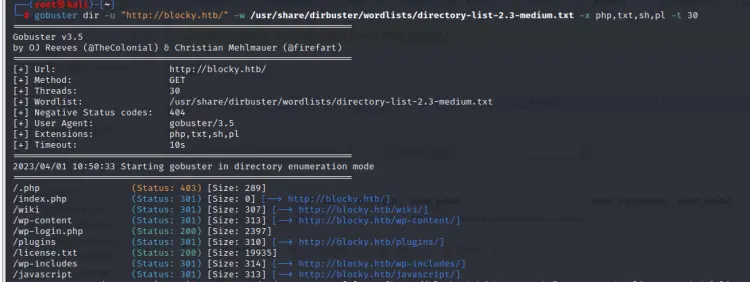 (root㉿kali)-[~]
# gobuster dir -u "http://blocky.htb/" -w /usr/share/dirbuster/wordlists/directory-list-2.3-medium.txt -x php,txt,sh,pl -t 30
Gobuster v3.5
by OJ Reeves (@TheColonial) & Christian Mehlmauer (@firefart)
[+] Url: http://blocky.htb/
[+] Method: GET
[+] Threads: 30
[+] Wordlist: /usr/share/dirbuster/wordlists/directory-list-2.3-medium.txt
[+] Negative Status codes: 404
[+] User Agent: gobuster/3.5
[+] Extensions: php,txt,sh,pl
[+] Timeout: 10s
2023/04/01 10:50:33 Starting gobuster in directory enumeration mode
/.php (Status: 403) [Size: 289]
/index.php (Status: 301) [Size: 0] [--> http://blocky.htb/]
/wiki (Status: 301) [Size: 307] [--> http://blocky.htb/wiki/]
/wp-content (Status: 301) [Size: 313] [--> http://blocky.htb/wp-content/]
/wp-login.php (Status: 200) [Size: 2397]
/plugins (Status: 301) [Size: 310] [--> http://blocky.htb/plugins/]
/license.txt (Status: 200) [Size: 19935]
/wp-includes (Status: 301) [Size: 314] [--> http://blocky.htb/wp-includes/]
/javascript (Status: 301) [Size: 313] [--> http://blocky.htb/javascript/]